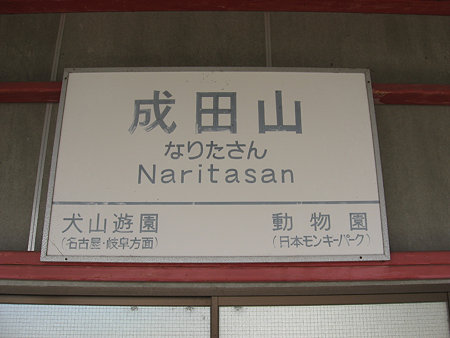 成田山
なりたさん
Naritasan
犬山遊園 動物園
(名古屋・岐阜方面) (日本モンキーパーク)